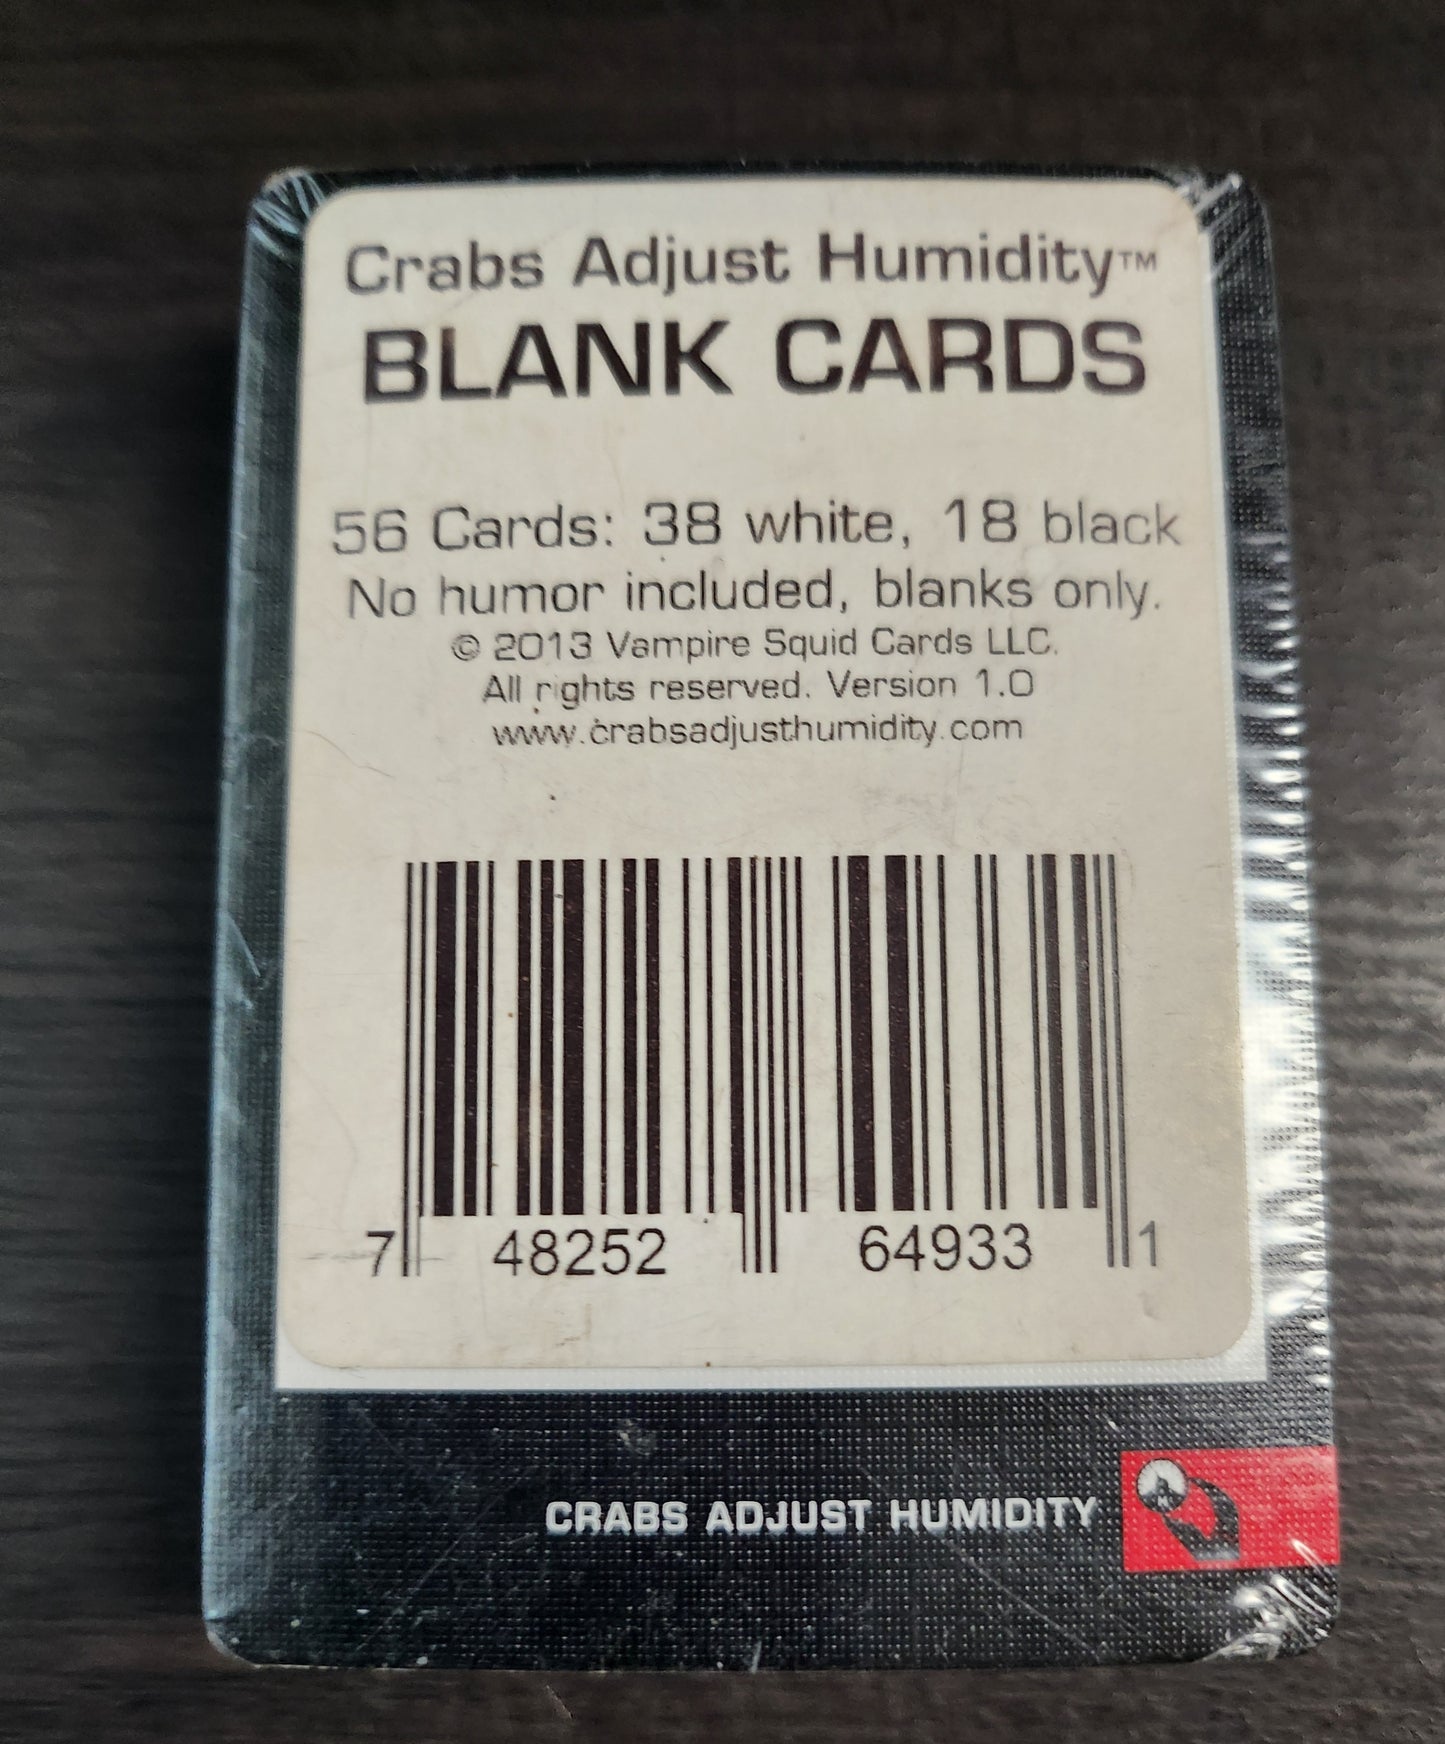 Crabs Adjust Humidity™
BLANK CARDS
56 Cards: 38 white, 18 black
No humor included, blanks only.
© 2013 Vampire Squid Cards LLC.
All rights reserved. Version 1.0
www.crabsadjusthumidity.com
7 48252 64933 1
CRABS ADJUST HUMIDITY